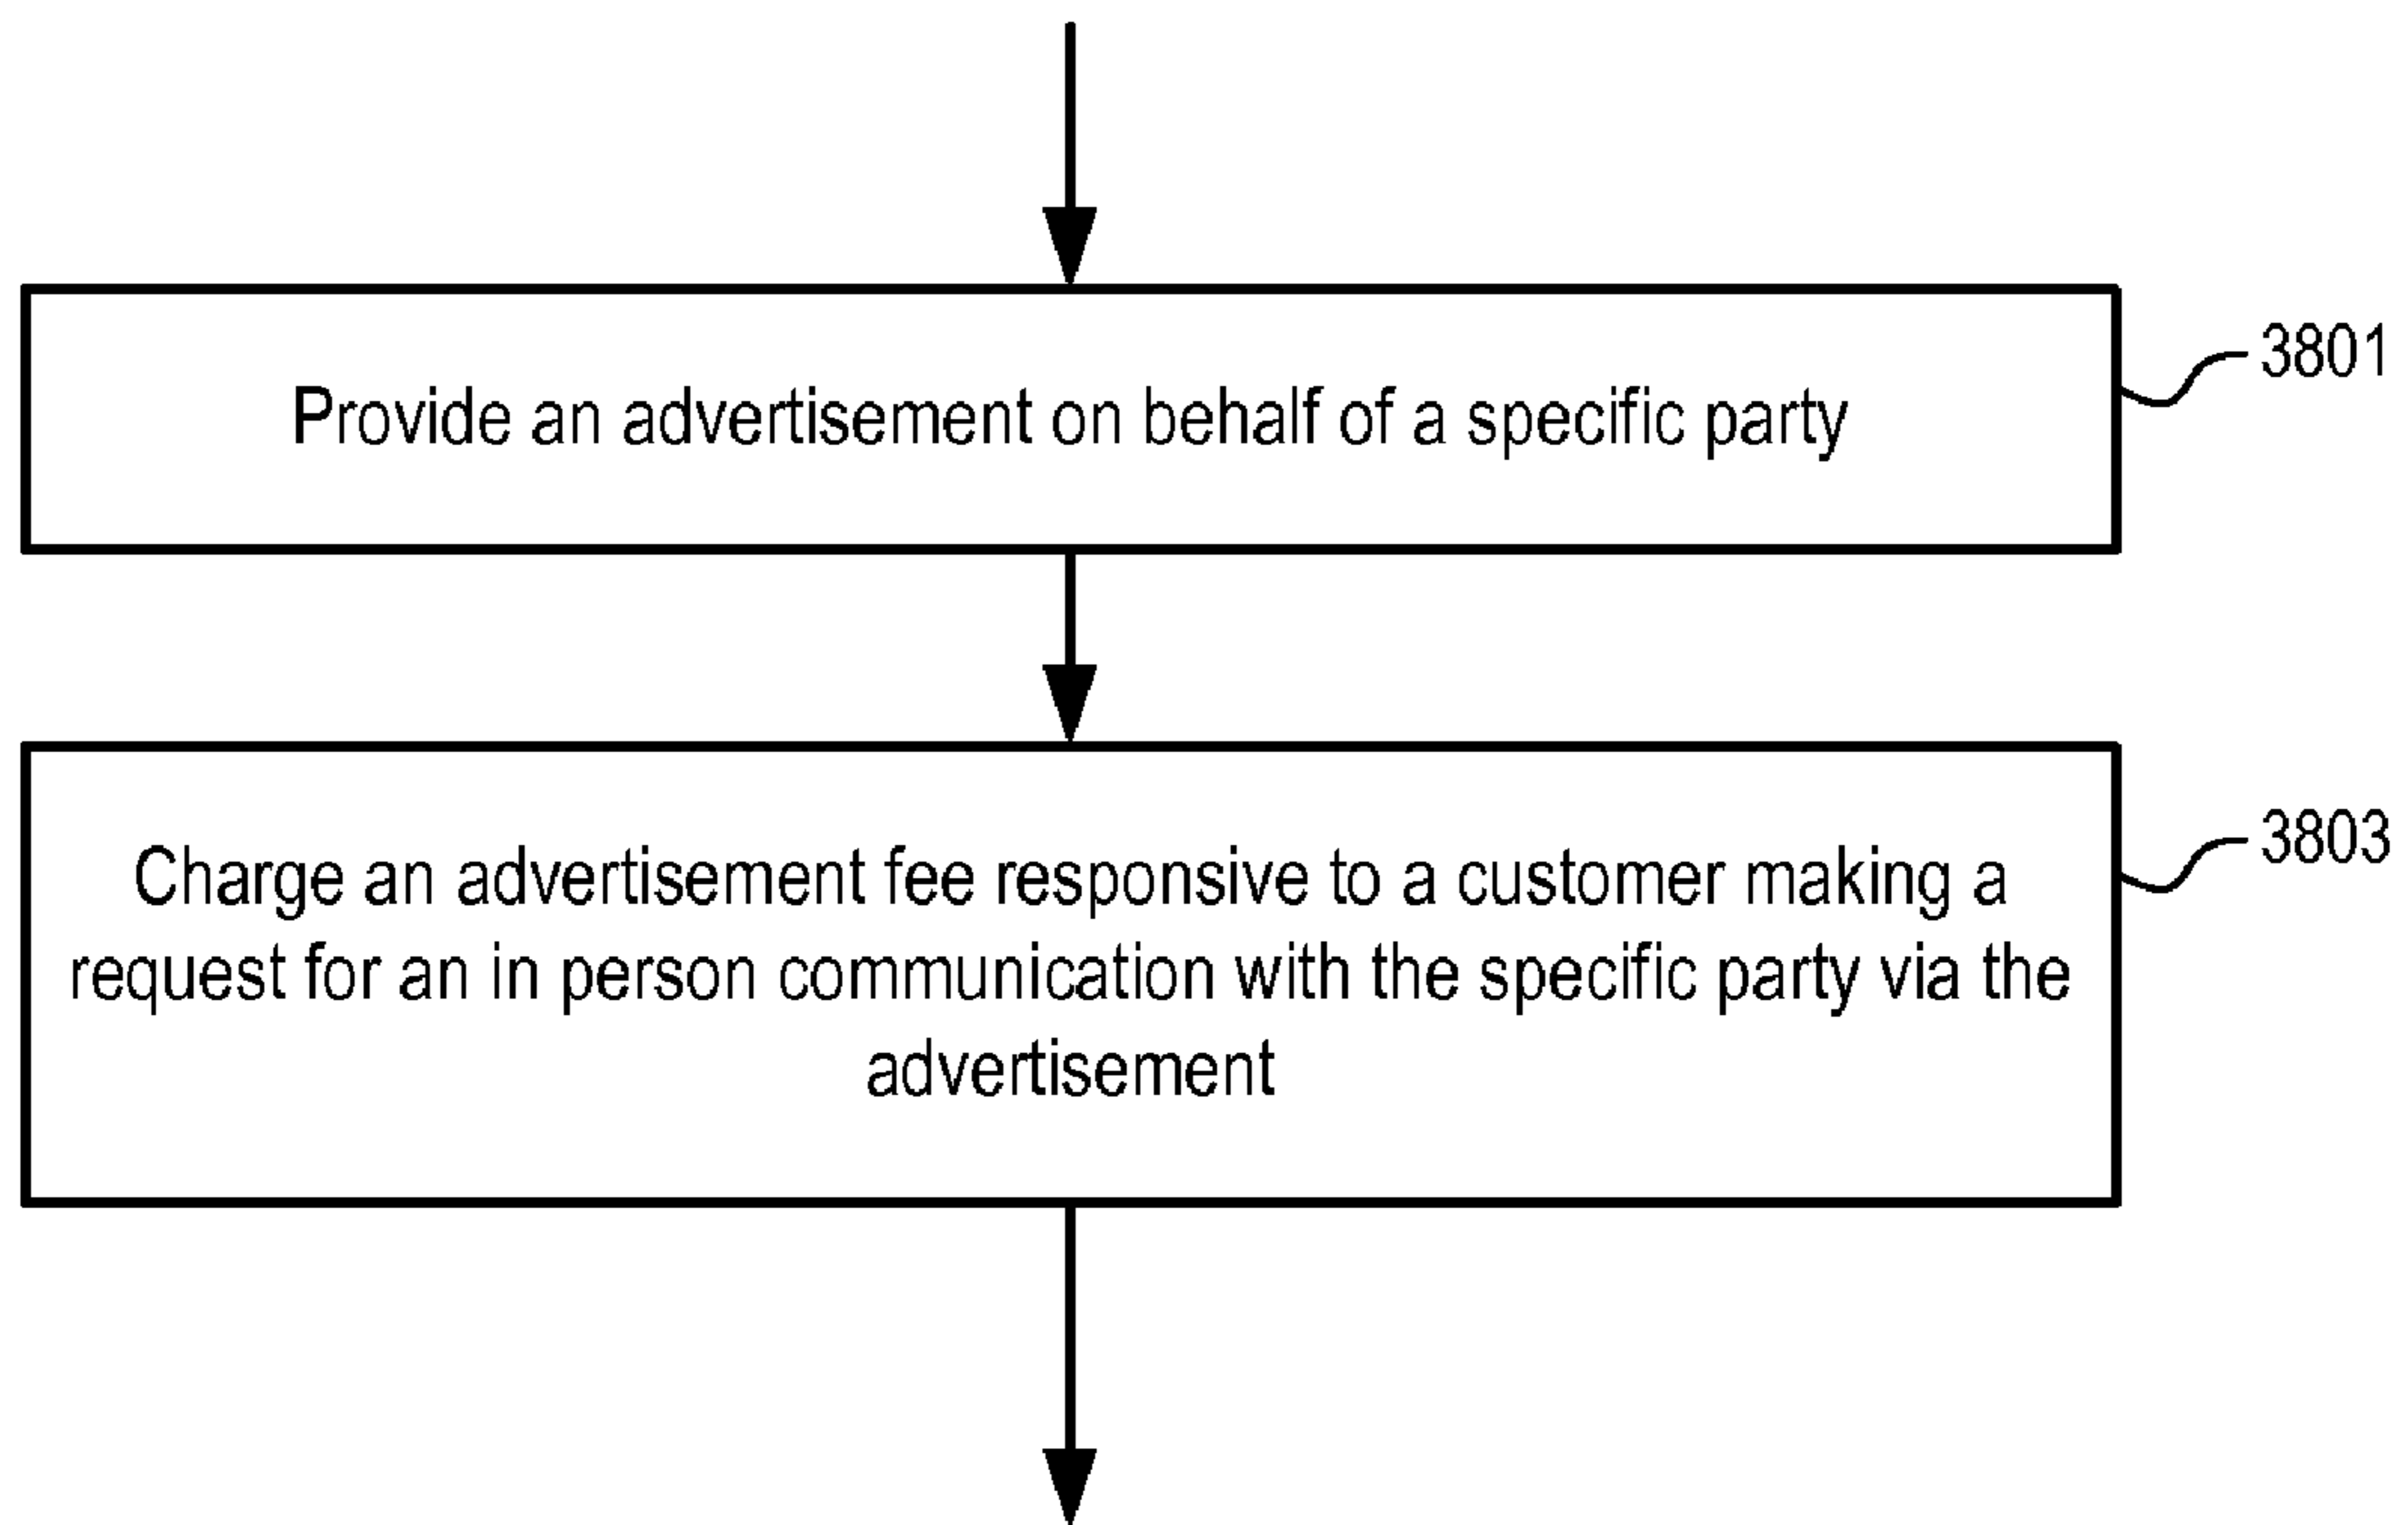 Provide an advertisement on behalf of a specific party
3801
Charge an advertisement fee responsive to a customer making a
request for an in person communication with the specific party via the
advertisement
3803